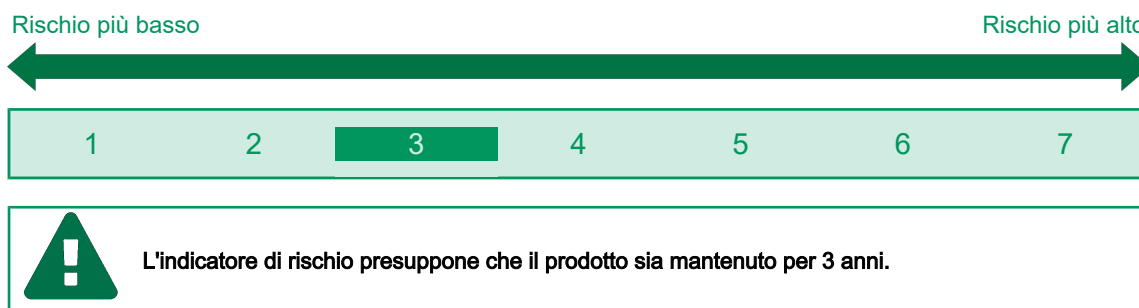 Rischio più basso Rischio più alto
1 2 3 4 5 6 7
L'indicatore di rischio presuppone che il prodotto sia mantenuto per 3 anni.